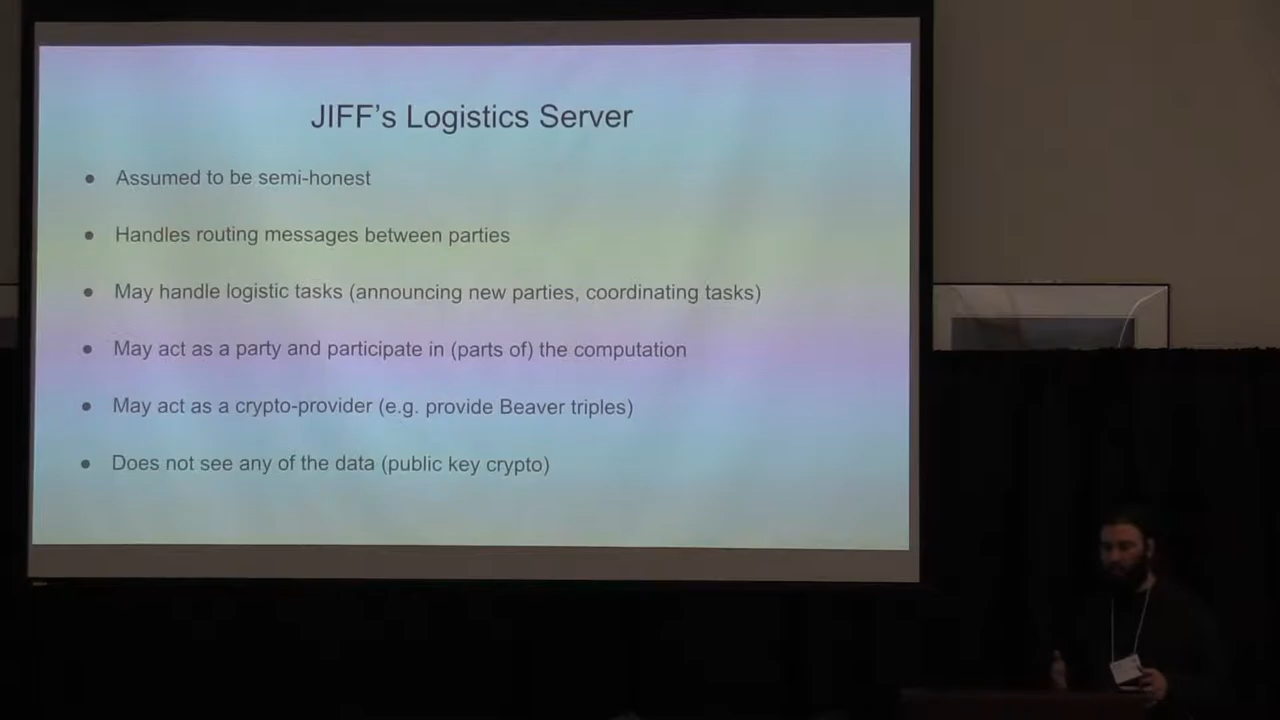 JIFF's Logistics Server
● Assumed to be semi-honest
● Handles routing messages between parties
● May handle logistic tasks (announcing new parties, coordinating tasks)
● May act as a party and participate in (parts of) the computation
● May act as a crypto-provider (e.g. provide Beaver triples)
● Does not see any of the data (public key crypto)